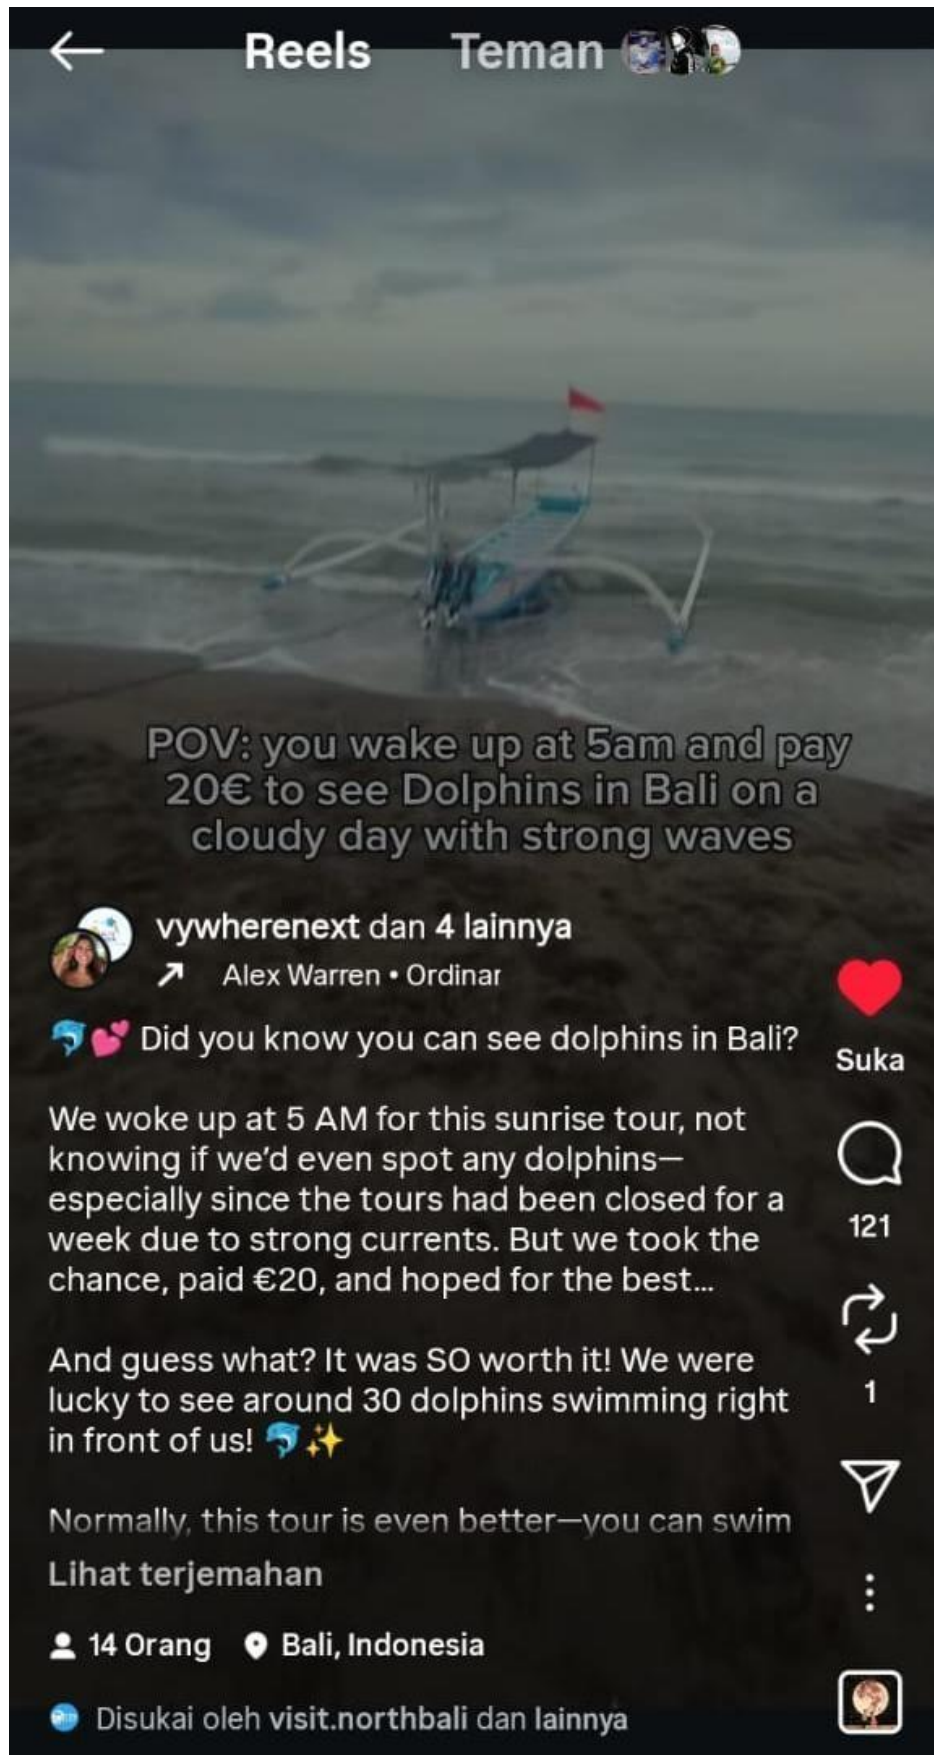 Reels Teman
POV: you wake up at 5am and pay
20€ to see Dolphins in Bali on a
cloudy day with strong waves
vywherenext dan 4 lainnya
Alex Warren • Ordinar
🐬💕 Did you know you can see dolphins in Bali?
We woke up at 5 AM for this sunrise tour, not
knowing if we'd even spot any dolphins—
especially since the tours had been closed for a
week due to strong currents. But we took the
chance, paid €20, and hoped for the best...
And guess what? It was SO worth it! We were
lucky to see around 30 dolphins swimming right
in front of us! 🐬✨
Normally, this tour is even better—you can swim
Lihat terjemahan
14 Orang Bali, Indonesia
Disukai oleh visit.northbali dan lainnya
Suka
121
1